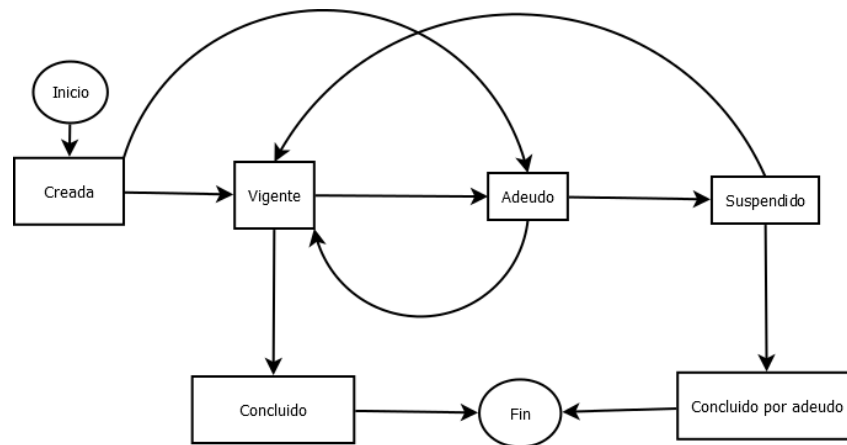 Inicio
Creada
Vigente
Adeudo
Suspendido
Concluido
Fin
Concluido por adeudo